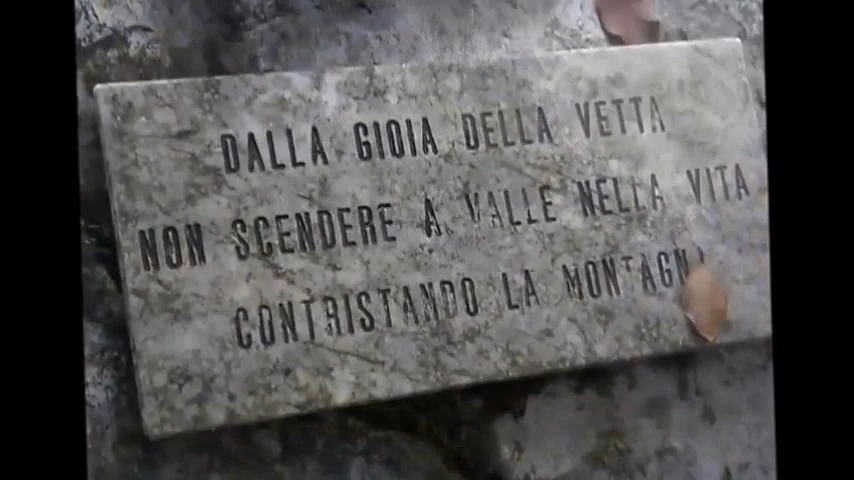 DALLA GIOIA DELLA VETTA
NON SCENDERE A VALLE NELLA VITA
CONTRISTANDO LA MONTAGNA